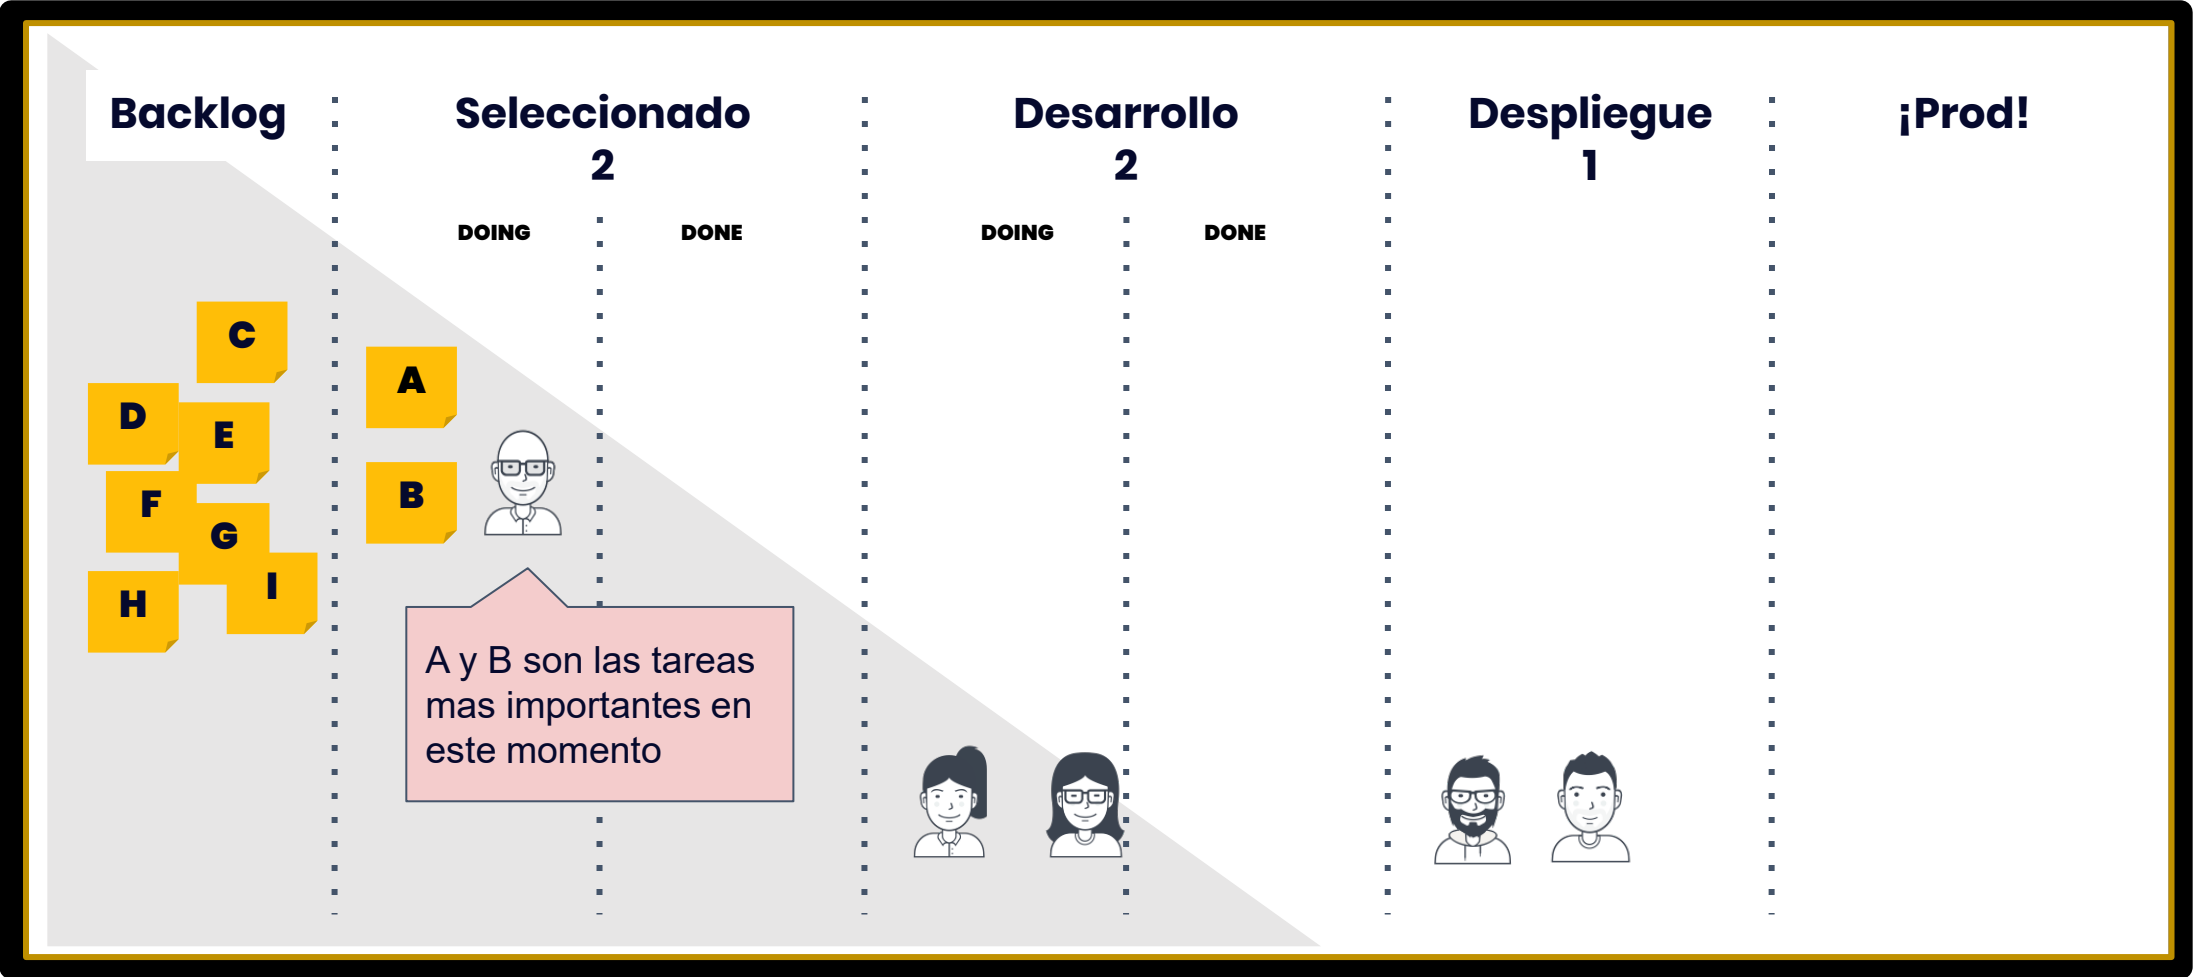 Backlog
Seleccionado
2
Desarrollo
2
Despliegue
1
¡Prod!
DOING
DONE
DOING
DONE
C
D
E
F
G
H
I
A
B
A y B son las tareas
mas importantes en
este momento